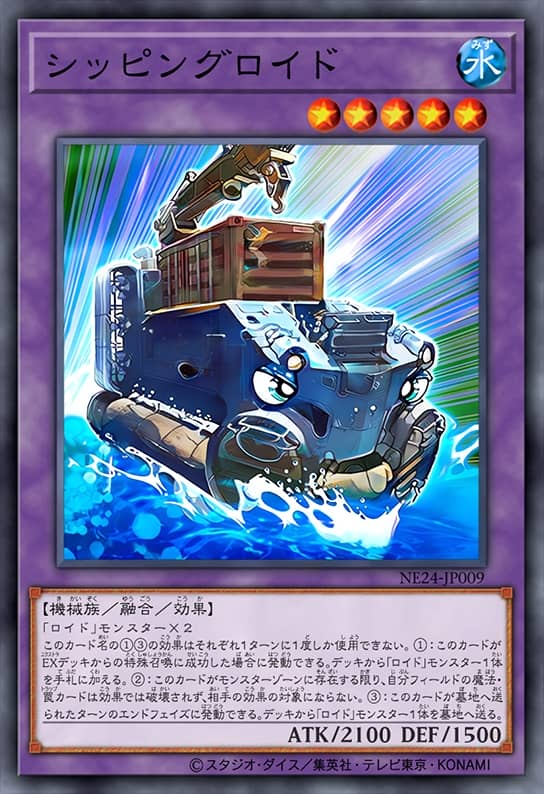 シッピングロイド
水
NE24-JP009
【機械族／融合／効果】
「ロイド」モンスター×2
このカード名の①③の効果はそれぞれ1ターンに1度しか使用できない。①：このカードが
EXデッキからの特殊召喚に成功した場合に発動できる。デッキから「ロイド」モンスター1体
を手札に加える。②：このカードがモンスターゾーンに存在する限り、自分フィールドの魔法・
罠カードは効果では破壊されず、相手の効果の対象にならない。③：このカードが墓地へ送
られたターンのエンドフェイズに発動できる。デッキから「ロイド」モンスター1体を墓地へ送る。
ATK/2100 DEF/1500
©スタジオ・ダイス／集英社・テレビ東京・KONAMI